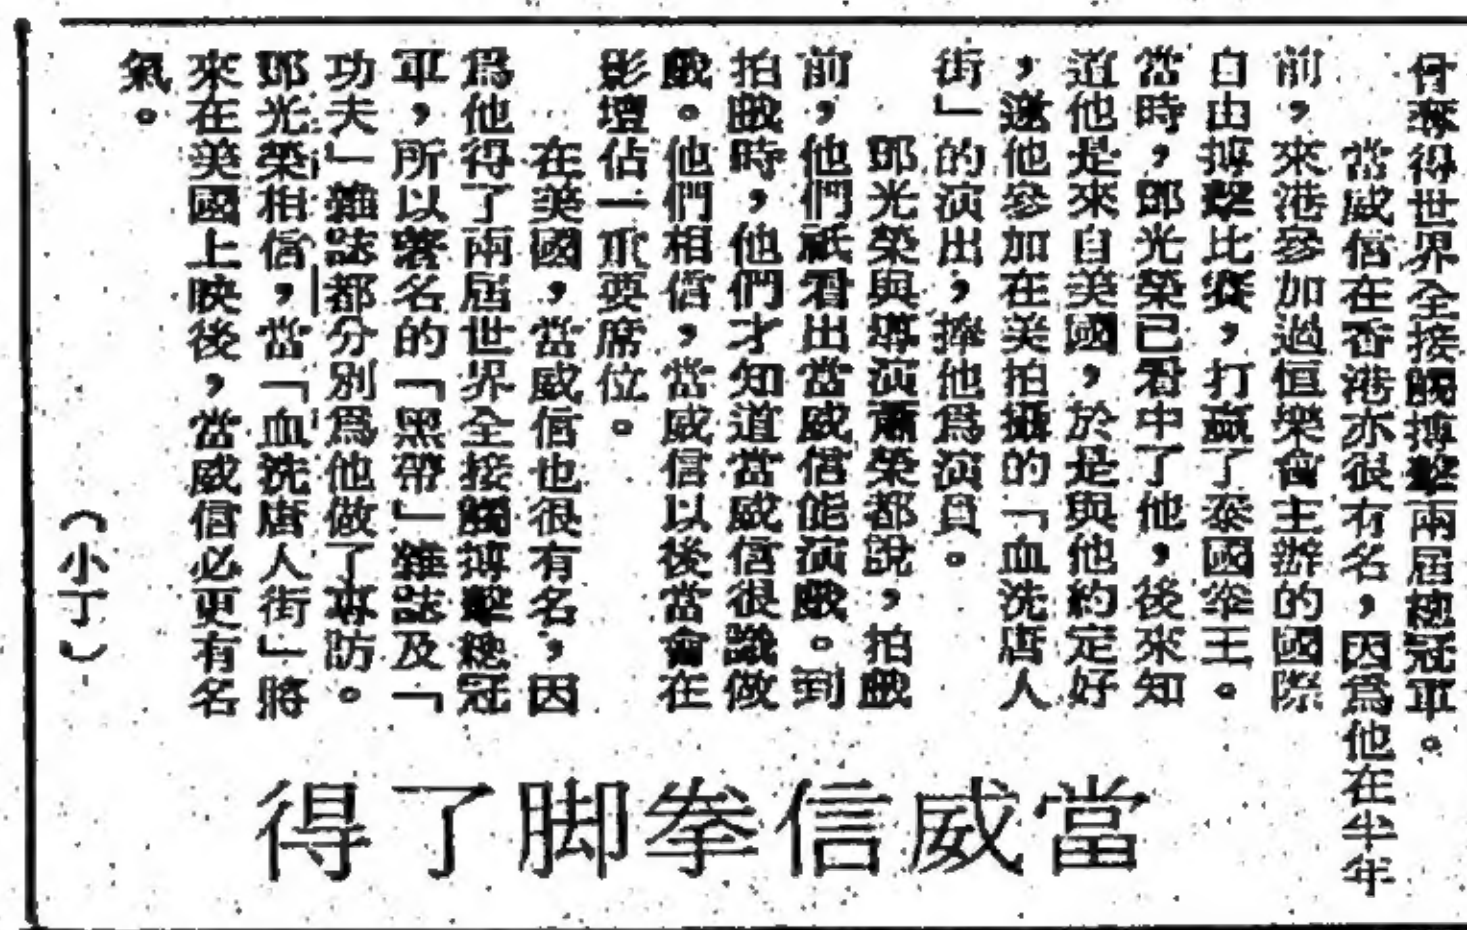 當威信拳脚了得
曾奪得世界全接觸搏擊兩屆總冠軍。
當威信在香港亦很有名，因爲他在半年
前，來港參加過恒樂會主辦的國際
自由搏擊比賽，打贏了泰國拳王。
當時，鄧光榮已看中了他，後來知
道他是來自美國，於是與他約定好
，邀他參加在美拍攝的「血洗唐人
街」的演出，擇他爲演員。
鄧光榮與導演蕭榮都說，拍戲
前，他們祇看出當威信能演戲。到
拍戲時，他們才知道當威信很識做
戲。他們相信，當威信以後當會在
影壇佔一重要席位。
在美國，當威信也很有名，因
爲他得了兩屆世界全接觸搏擊總冠
軍，所以著名的「黑帶」雜誌及「
功夫」雜誌都分別爲他做了專訪。
鄧光榮相信，當「血洗唐人街」將
來在美國上映後，當威信必更有名
氣。
（小丁）